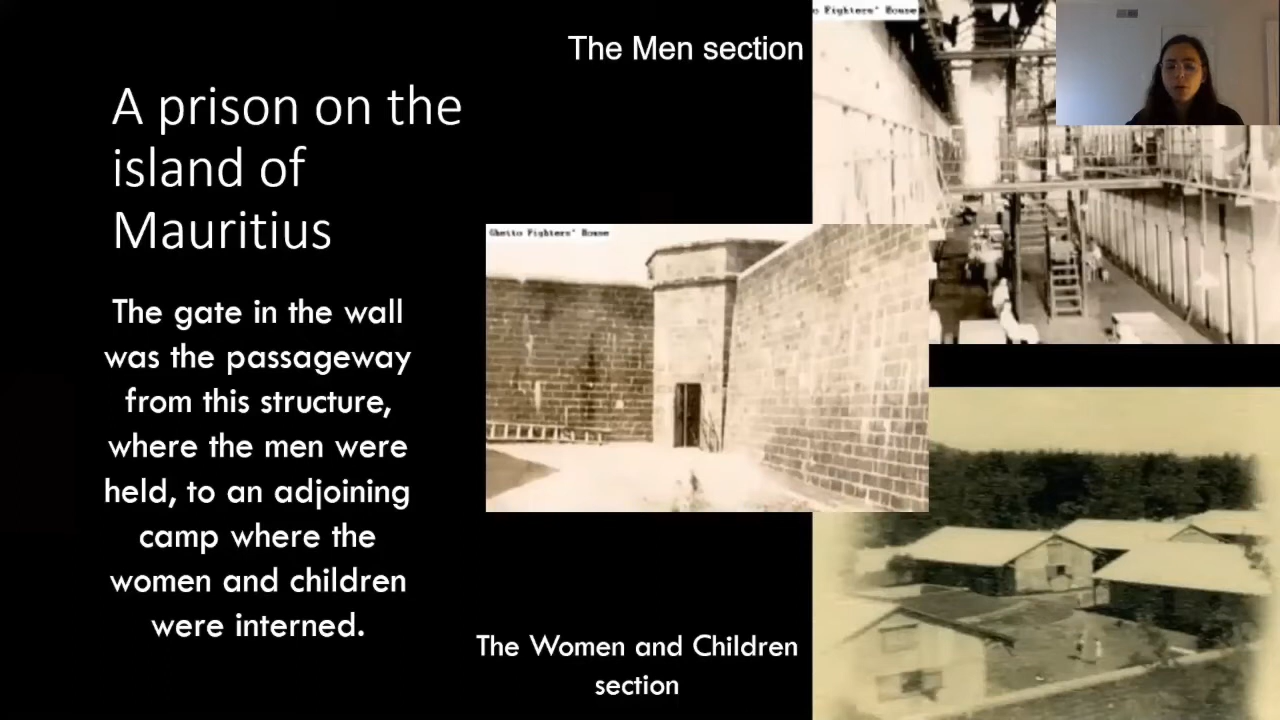 The Men section
A prison on the
island of
Mauritius
The gate in the wall
was the passageway
from this structure,
where the men were
held, to an adjoining
camp where the
women and children
were interned.
o Fighters' House
Ghetto Fighters' House
The Women and Children
section